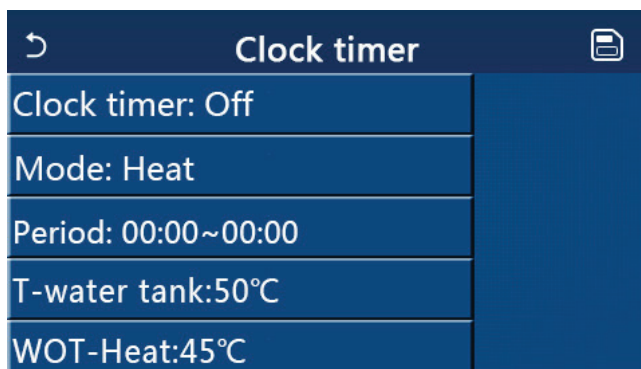 Clock timer
Clock timer: Off
Mode: Heat
Period: 00:00~00:00
T-water tank:50℃
WOT-Heat:45℃